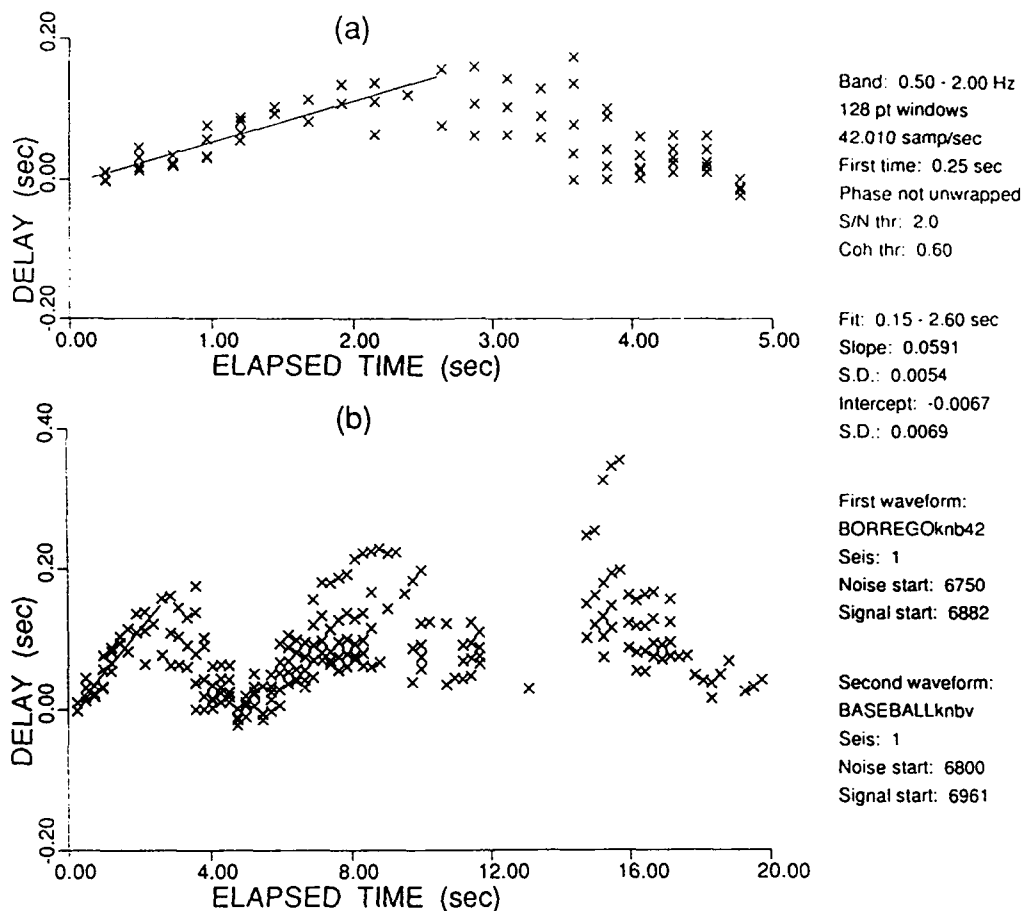 (a)
0.20
0.00
-0.20
DELAY (sec)
0.00 1.00 2.00 3.00 4.00 5.00
ELAPSED TIME (sec)
(b)
0.40
0.20
0.00
-0.20
DELAY (sec)
0.00 4.00 8.00 12.00 16.00 20.00
ELAPSED TIME (sec)
Band: 0.50 - 2.00 Hz
128 pt windows
42.010 samp/sec
First time: 0.25 sec
Phase not unwrapped
S/N thr: 2.0
Coh thr: 0.60
Fit: 0.15 - 2.60 sec
Slope: 0.0591
S.D.: 0.0054
Intercept: -0.0067
S.D.: 0.0069
First waveform:
BORREGOknb42
Seis: 1
Noise start: 6750
Signal start: 6882
Second waveform:
BASEBALLknbv
Seis: 1
Noise start: 6800
Signal start: 6961